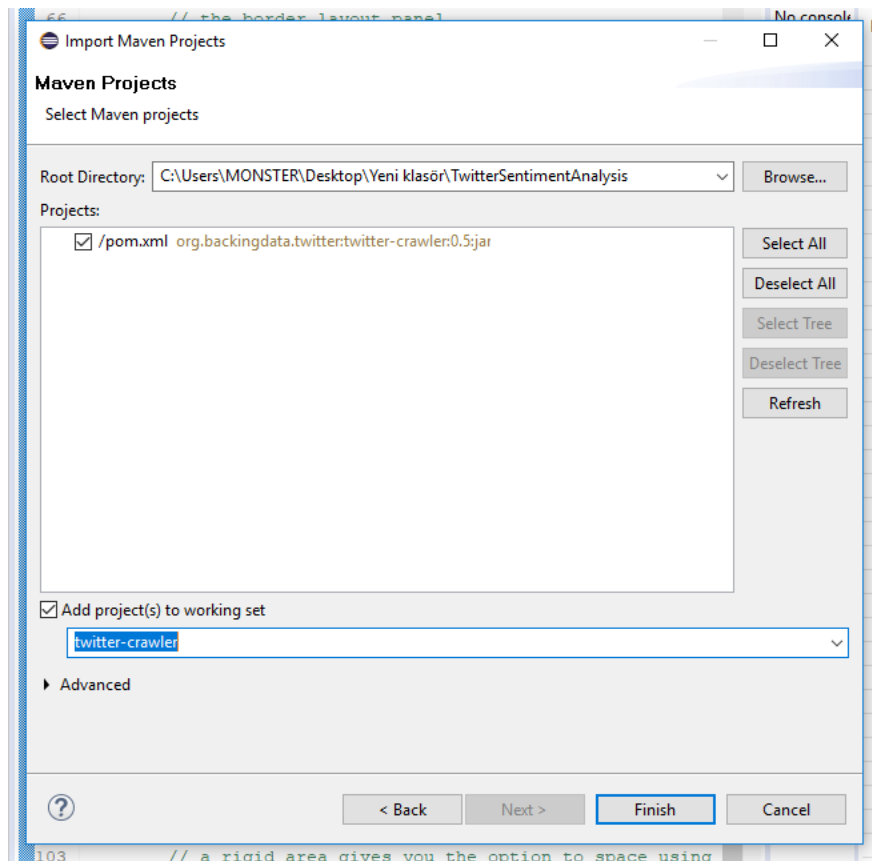 66 // the border layout panel
No console
Import Maven Projects
Maven Projects
Select Maven projects
Root Directory: C:\Users\MONSTER\Desktop\Yeni klasör\TwitterSentimentAnalysis Browse...
Projects:
/pom.xml org.backingdata.twitter:twitter-crawler:0.5:jar
Select All
Deselect All
Select Tree
Deselect Tree
Refresh
Add project(s) to working set
twitter-crawler
Advanced
? < Back Next > Finish Cancel
103 // a rigid area gives you the option to space using